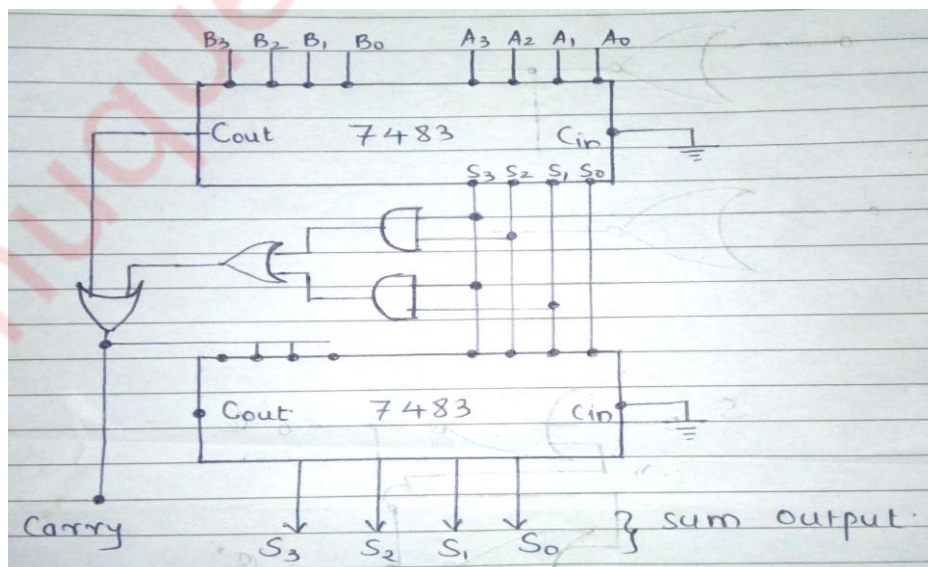 B3 B2 B1 B0 A3 A2 A1 A0
Cout 7483 Cin
S3 S2 S1 S0
Cout 7483 Cin
Carry S3 S2 S1 S0 } sum output.